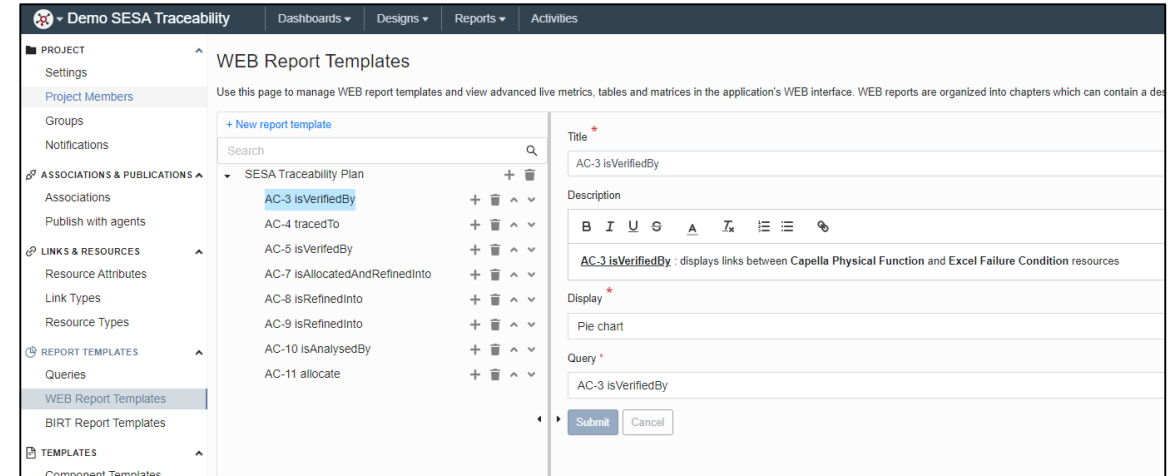 Demo SESA Traceability
Dashboards
Designs
Reports
Activities
PROJECT
Settings
Project Members
Groups
Notifications
ASSOCIATIONS & PUBLICATIONS
Associations
Publish with agents
LINKS & RESOURCES
Resource Attributes
Link Types
Resource Types
REPORT TEMPLATES
Queries
WEB Report Templates
BIRT Report Templates
TEMPLATES
Component Templates
WEB Report Templates
Use this page to manage WEB report templates and view advanced live metrics, tables and matrices in the application's WEB interface. WEB reports are organized into chapters which can contain a des
+ New report template
Search
SESA Traceability Plan
AC-3 isVerifiedBy
AC-4 tracedTo
AC-5 isVerifedBy
AC-7 isAllocatedAndRefinedInto
AC-8 isRefinedInto
AC-9 isRefinedInto
AC-10 isAnalysedBy
AC-11 allocate
Title *
AC-3 isVerifiedBy
Description
B I U S A Tx
AC-3 isVerifiedBy : displays links between Capella Physical Function and Excel Failure Condition resources
Display *
Pie chart
Query *
AC-3 isVerifiedBy
Submit
Cancel